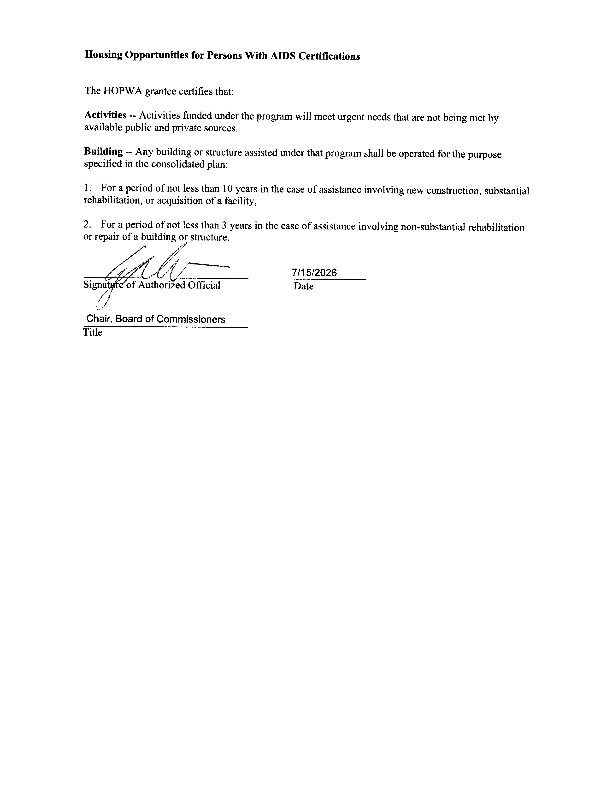 Housing Opportunities for Persons With AIDS Certifications
The HOPWA grantee certifies that:
Activities -- Activities funded under the program will meet urgent needs that are not being met by
available public and private sources.
Building -- Any building or structure assisted under that program shall be operated for the purpose
specified in the consolidated plan:
1. For a period of not less than 10 years in the case of assistance involving new construction, substantial
rehabilitation, or acquisition of a facility,
2. For a period of not less than 3 years in the case of assistance involving non-substantial rehabilitation
or repair of a building or structure.
7/15/2026
Signature of Authorized Official Date
Chair, Board of Commissioners
Title